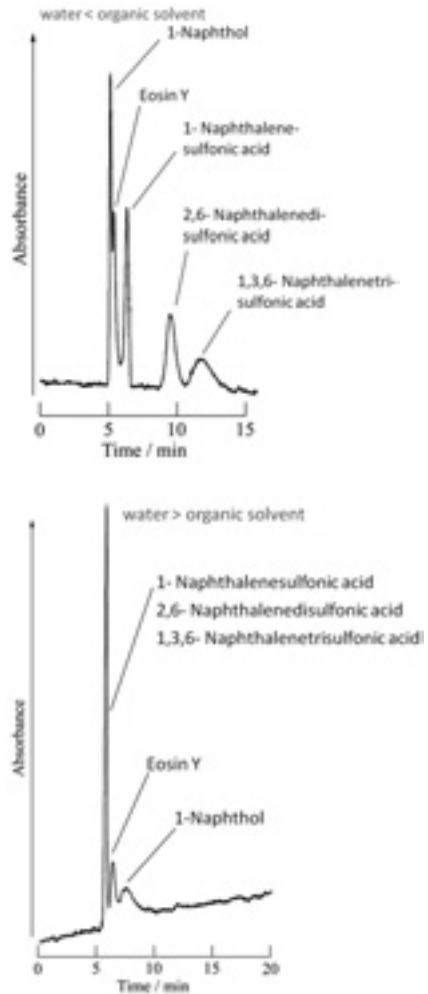 water < organic solvent
1-Naphthol
Eosin Y
1- Naphthalene-
sulfonic acid
2,6- Naphthalenedi-
sulfonic acid
1,3,6- Naphthalenetri-
sulfonic acid
Absorbance
0 5 10 15
Time / min
water > organic solvent
1- Naphthalenesulfonic acid
2,6- Naphthalenedisulfonic acid
1,3,6- Naphthalenetrisulfonic acid
Eosin Y
1-Naphthol
Absorbance
0 5 10 15 20
Time / min